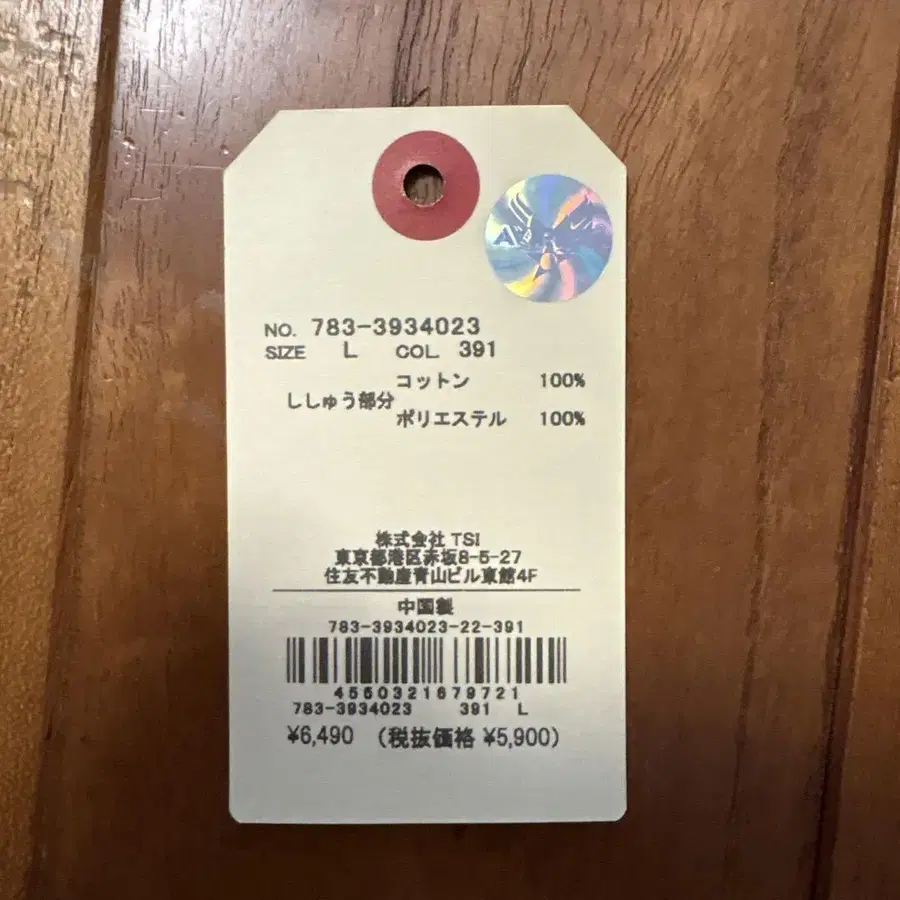 NO. 783-3934023
SIZE L COL. 391
コットン 100%
ししゅう部分
ポリエステル 100%
株式会社 TSI
東京都港区赤坂8-5-27
住友不動産青山ビル東館4F
中国製
783-3934023-22-391
4550321679721
783-3934023 391 L
¥6,490 (税抜価格 ¥5,900)